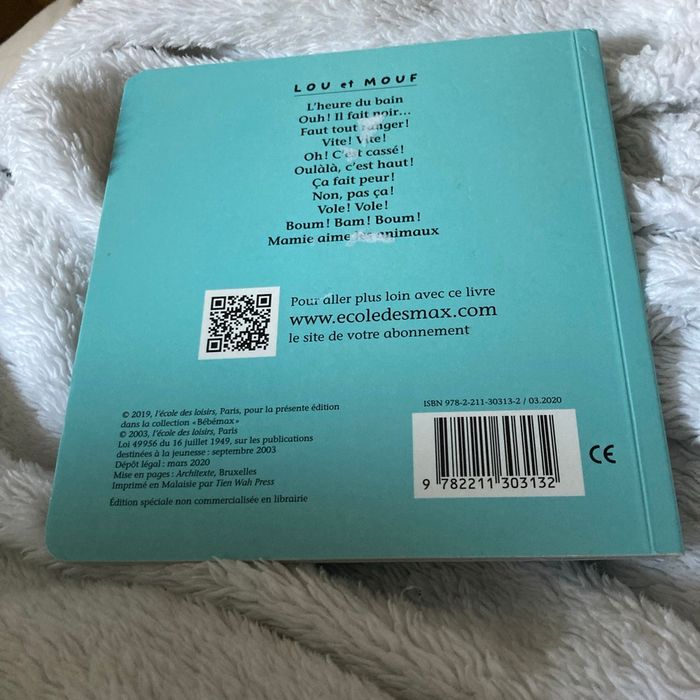 LOU et MOUF
L'heure du bain
Ouh! Il fait noir...
Faut tout ranger!
Vite! Vite!
Oh! C'est cassé!
Oulàlà, c'est haut!
Ça fait peur!
Non, pas ça!
Vole! Vole!
Boum! Bam! Boum!
Mamie aime les animaux
Pour aller plus loin avec ce livre
www.ecoledesmax.com
le site de votre abonnement
ISBN 978-2-211-30313-2 / 03.2020
© 2019, l'école des loisirs, Paris, pour la présente édition
dans la collection «Bébémax»
© 2003, l'école des loisirs, Paris
Loi 49956 du 16 juillet 1949, sur les publications
destinées à la jeunesse : septembre 2003
Dépôt légal : mars 2020
Mise en pages : Architexte, Bruxelles
Imprimé en Malaisie par Tien Wah Press
Édition spéciale non commercialisée en librairie
9 782211 303132
CE